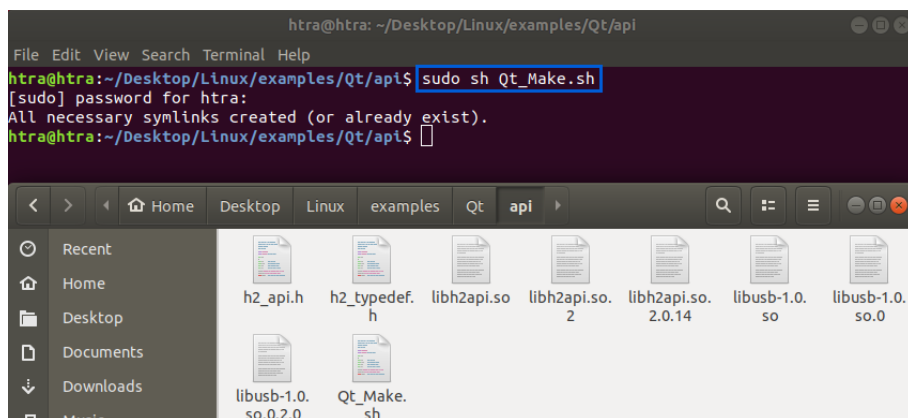 htra@htra: ~/Desktop/Linux/examples/Qt/api
File Edit View Search Terminal Help
htra@htra:~/Desktop/Linux/examples/Qt/api$ sudo sh Qt_Make.sh
[sudo] password for htra:
All necessary symlinks created (or already exist).
htra@htra:~/Desktop/Linux/examples/Qt/api$
Home Desktop Linux examples Qt api
Recent
Home
Desktop
Documents
Downloads
Music
h2_api.h
h2_typedef.
h
libh2api.so
libh2api.so.
2
libh2api.so.
2.0.14
libusb-1.0.
so
libusb-1.0.
so.0
libusb-1.0.
so.0.2.0
Qt_Make.
sh